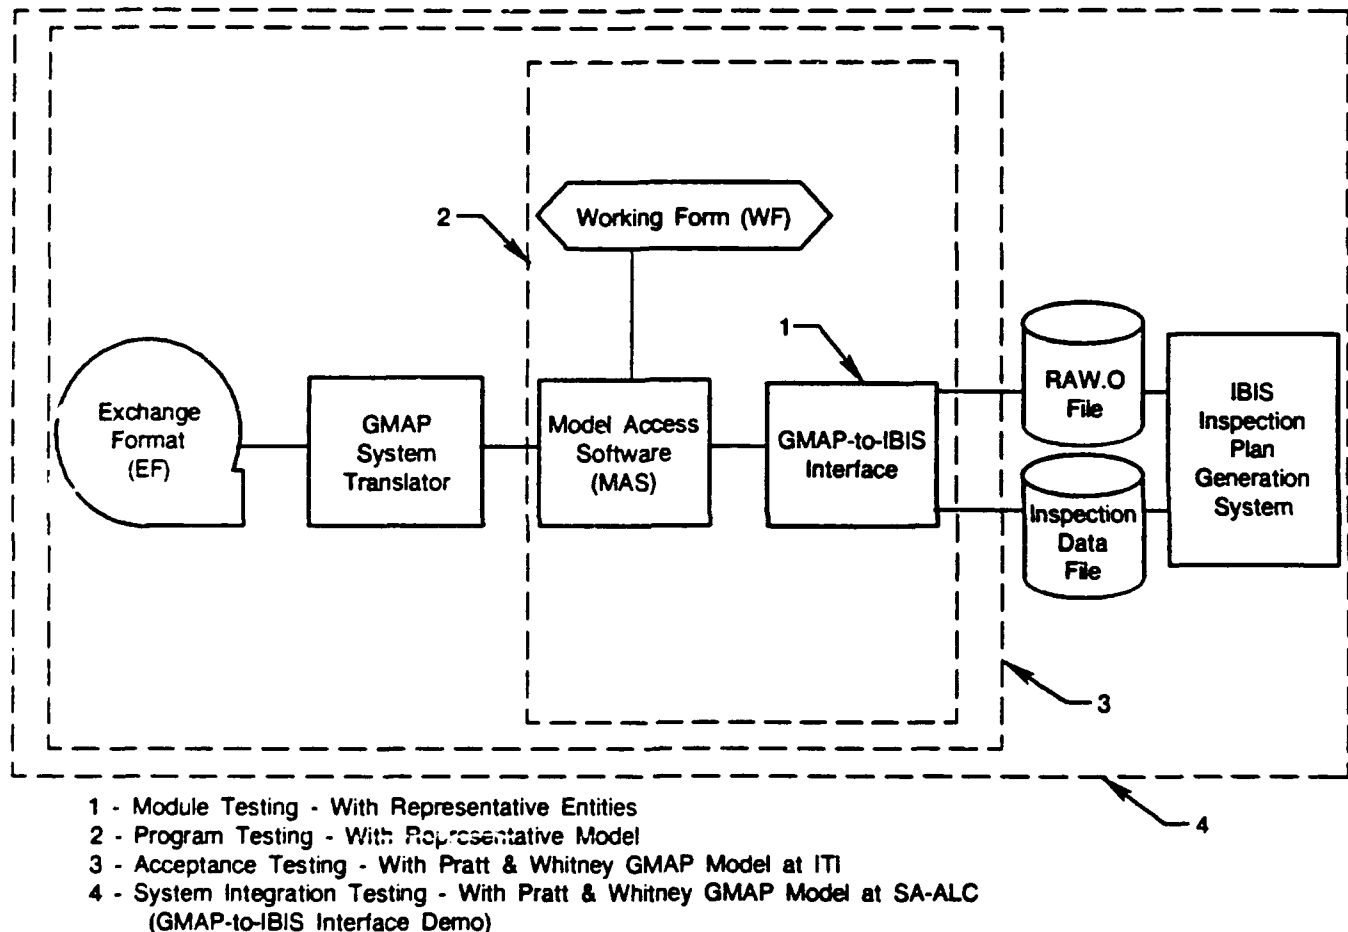 2
Working Form (WF)
1
Exchange
Format
(EF)
GMAP
System
Translator
Model Access
Software
(MAS)
GMAP-to-IBIS
Interface
RAW.O
File
Inspection
Data
File
IBIS
Inspection
Plan
Generation
System
3
4
1 - Module Testing - With Representative Entities
2 - Program Testing - With Representative Model
3 - Acceptance Testing - With Pratt & Whitney GMAP Model at ITI
4 - System Integration Testing - With Pratt & Whitney GMAP Model at SA-ALC
(GMAP-to-IBIS Interface Demo)